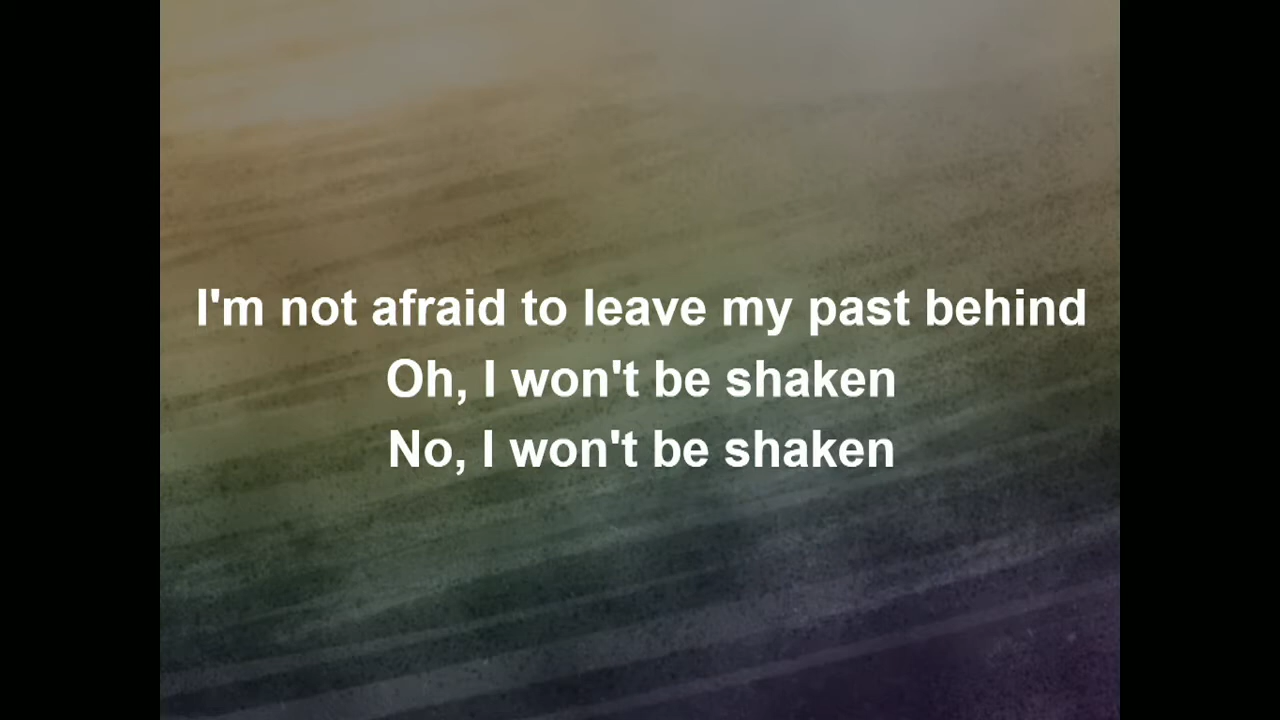 I'm not afraid to leave my past behind
Oh, I won't be shaken
No, I won't be shaken